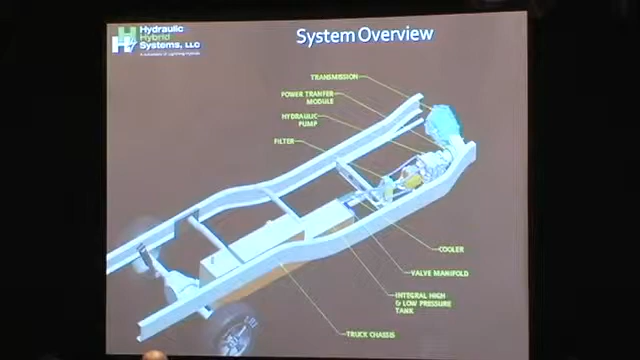 Hydraulic
Hybrid
Systems, LLC
System Overview
TRANSMISSION
POWER TRANFER
MODULE
HYDRAULIC
PUMP
FILTER
COOLER
VALVE MANIFOLD
INTEGRAL HIGH
& LOW PRESSURE
TANK
TRUCK CHASSIS